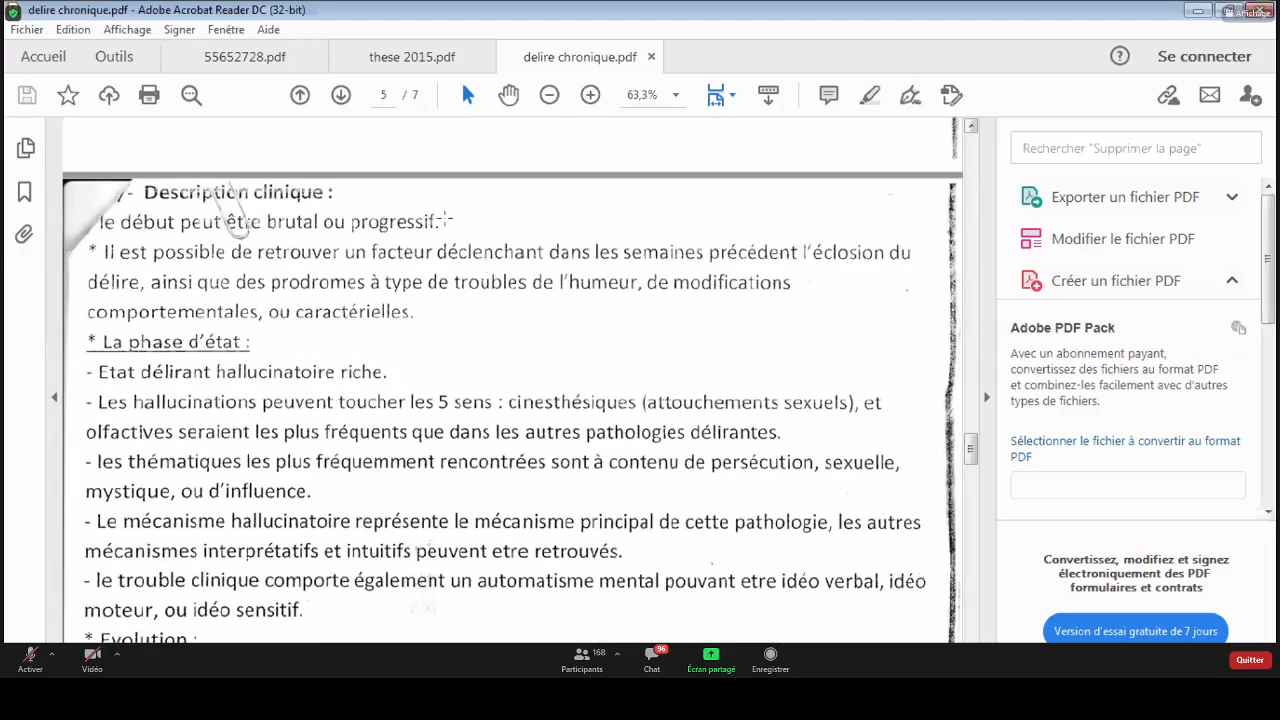 delire chronique.pdf - Adobe Acrobat Reader DC (32-bit)
Affichage
Fichier Edition Affichage Signer Fenêtre Aide
Accueil Outils 55652728.pdf these 2015.pdf delire chronique.pdf × ? Se connecter
5 / 7 63,3%
Rechercher "Supprimer la page"
Exporter un fichier PDF
Modifier le fichier PDF
Créer un fichier PDF
Adobe PDF Pack
Avec un abonnement payant,
convertissez des fichiers au format PDF
et combinez-les facilement avec d'autres
types de fichiers.
Sélectionner le fichier à convertir au format
PDF
Convertissez, modifiez et signez
électroniquement des PDF
formulaires et contrats
Version d'essai gratuite de 7 jours
- Description clinique :
le début peut être brutal ou progressif.
* Il est possible de retrouver un facteur déclenchant dans les semaines précédent l'éclosion du
délire, ainsi que des prodromes à type de troubles de l'humeur, de modifications
comportementales, ou caractérielles.
* La phase d'état :
- Etat délirant hallucinatoire riche.
- Les hallucinations peuvent toucher les 5 sens : cinesthésiques (attouchements sexuels), et
olfactives seraient les plus fréquents que dans les autres pathologies délirantes.
- les thématiques les plus fréquemment rencontrées sont à contenu de persécution, sexuelle,
mystique, ou d'influence.
- Le mécanisme hallucinatoire représente le mécanisme principal de cette pathologie, les autres
mécanismes interprétatifs et intuitifs peuvent etre retrouvés.
- le trouble clinique comporte également un automatisme mental pouvant etre idéo verbal, idéo
moteur, ou idéo sensitif.
* Evolution :
Activer Vidéo Participants 168 Chat 96 Écran partagé Enregistrer Quitter